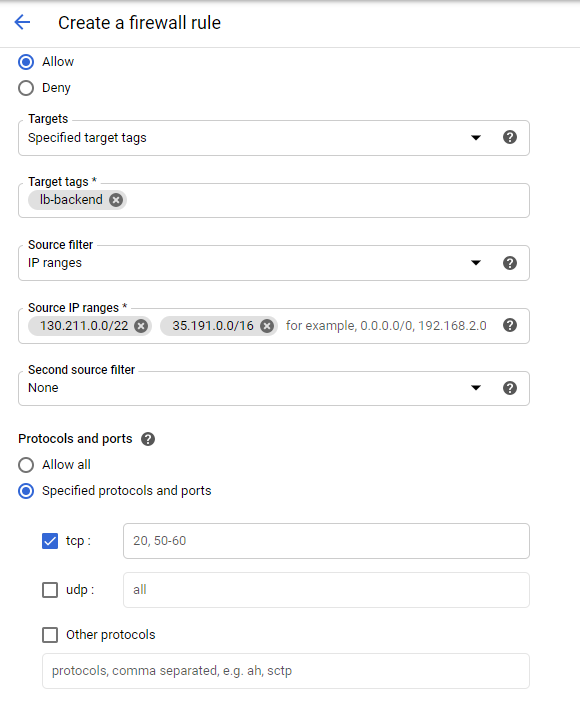 Create a firewall rule
Allow
Deny
Targets
Specified target tags
Target tags *
lb-backend
Source filter
IP ranges
Source IP ranges *
130.211.0.0/22 35.191.0.0/16 for example, 0.0.0.0/0, 192.168.2.0
Second source filter
None
Protocols and ports
Allow all
Specified protocols and ports
tcp : 20, 50-60
udp : all
Other protocols
protocols, comma separated, e.g. ah, sctp